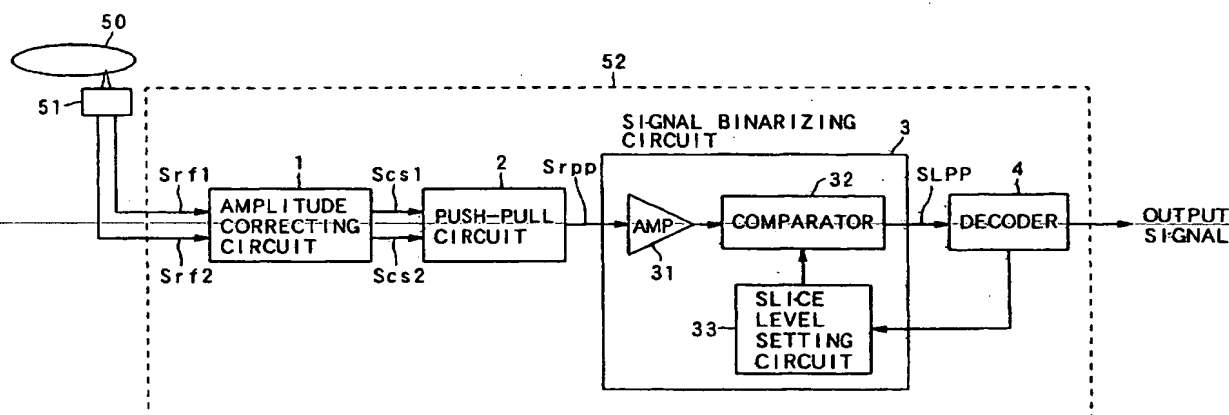 50
52
51
SIGNAL BINARIZING
CIRCUIT
3
Srf1
1
Scs1
2
Srpp
32
SLPP
4
AMPLITUDE
CORRECTING
CIRCUIT
PUSH-PULL
CIRCUIT
AMP
COMPARATOR
DECODER
OUTPUT
SIGNAL
Srf2
Scs2
31
33
SLICE
LEVEL
SETTING
CIRCUIT